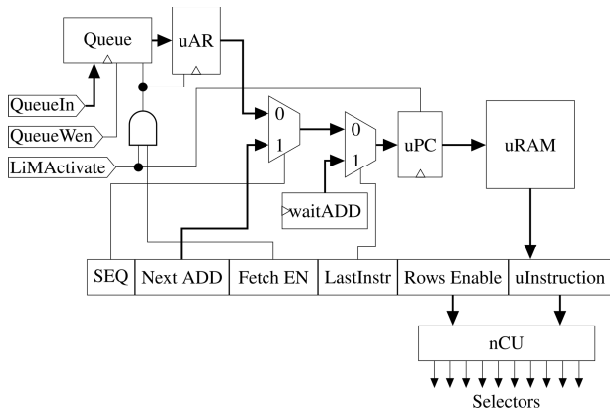 Queue
uAR
QueueIn
QueueWen
LiMActivate
0
1
0
1
uPC
uRAM
waitADD
SEQ
Next ADD
Fetch EN
LastInstr
Rows Enable
uInstruction
nCU
Selectors